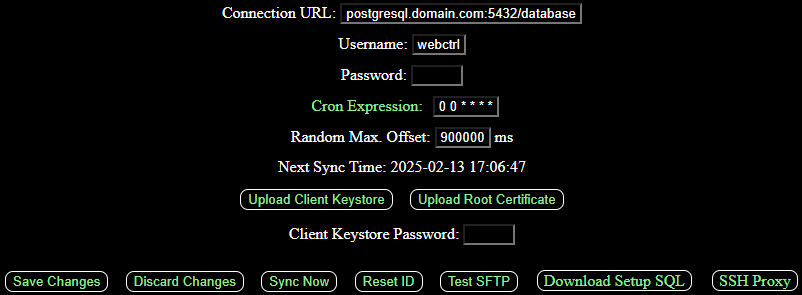 Connection URL: postgresql.domain.com:5432/database
Username: webctrl
Password:
Cron Expression: 0 0 * * * *
Random Max. Offset: 900000 ms
Next Sync Time: 2025-02-13 17:06:47
Upload Client Keystore Upload Root Certificate
Client Keystore Password:
Save Changes Discard Changes Sync Now Reset ID Test SFTP Download Setup SQL SSH Proxy